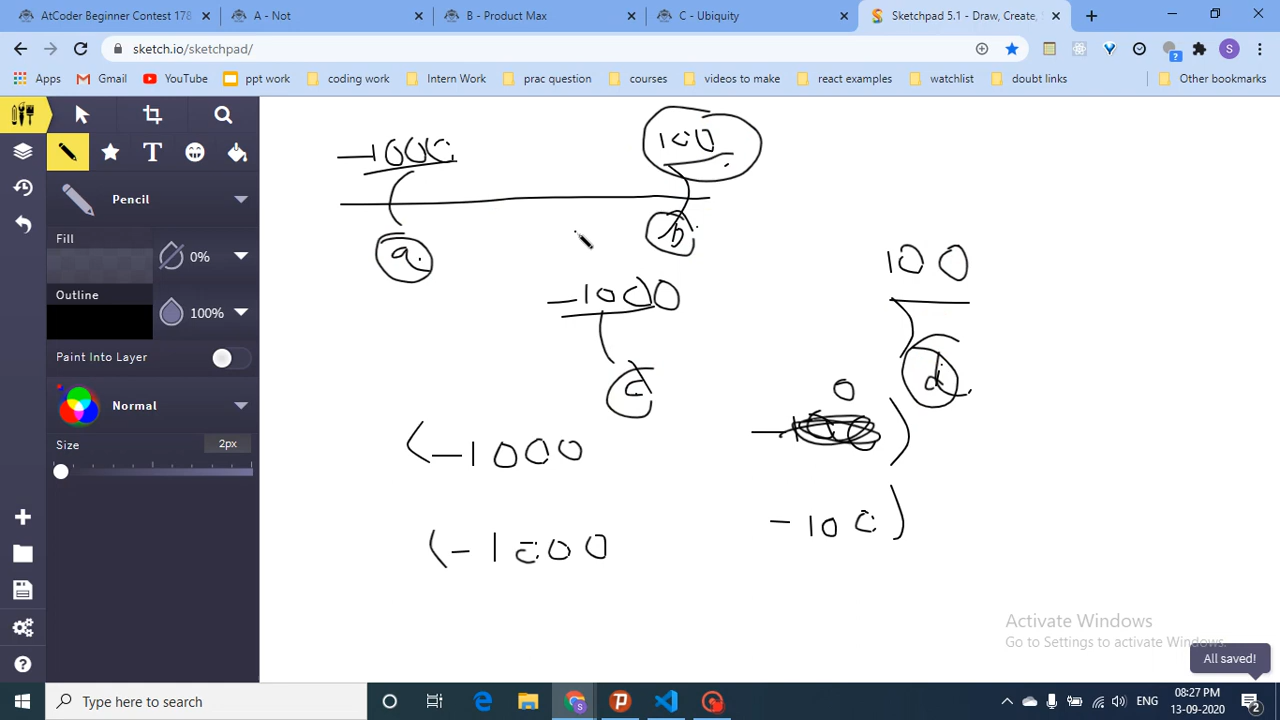 AtCoder Beginner Contest 178
A - Not
B - Product Max
C - Ubiquity
Sketchpad 5.1 - Draw, Create,
sketch.io/sketchpad/
S
Apps
Gmail
YouTube
ppt work
coding work
Intern Work
prac question
courses
videos to make
react examples
watchlist
doubt links
Other bookmarks
Pencil
Fill
0%
Outline
100%
Paint Into Layer
Normal
Size
2px
-1000
100
a
b
-1000
100
c
d
(-1000
0
)
(-1000
-100)
Activate Windows
Go to Settings to activate Windows.
All saved!
Type here to search
ENG
08:27 PM
13-09-2020
2